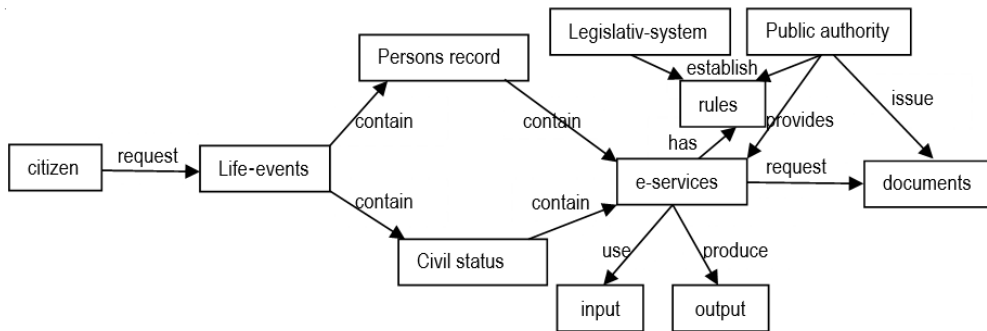 Legislativ-system
Public authority
Persons record
establish
rules
issue
contain
contain
provides
has
citizen
request
Life-events
e-services
request
documents
contain
contain
Civil status
use
produce
input
output